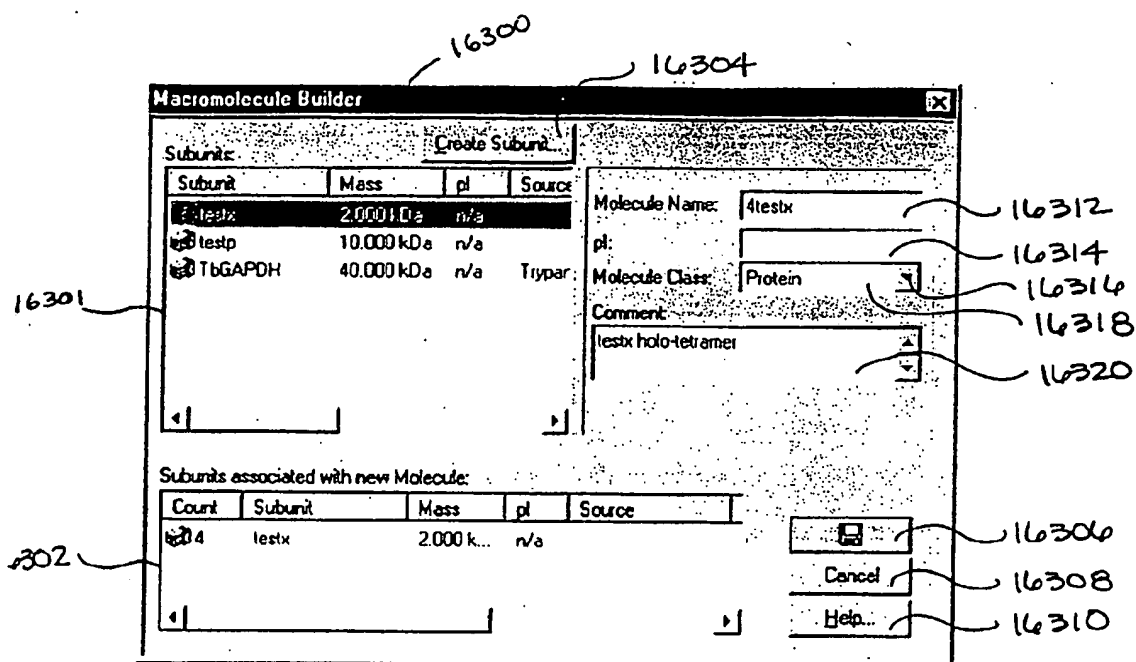 16300
16304
Macromolecule Builder
Create Subunit...
Subunits:
Subunit Mass pI Source
testx 2.000 kDa n/a
testp 10.000 kDa n/a
TbGAPDH 40.000 kDa n/a Trypan
16301
Molecule Name: 4testx
16312
pI:
16314
Molecule Class: Protein
16316
16318
Comment:
testx holo-tetramer
16320
Subunits associated with new Molecule:
Count Subunit Mass pI Source
4 testx 2.000 k... n/a
6302
16306
Cancel
16308
Help...
16310